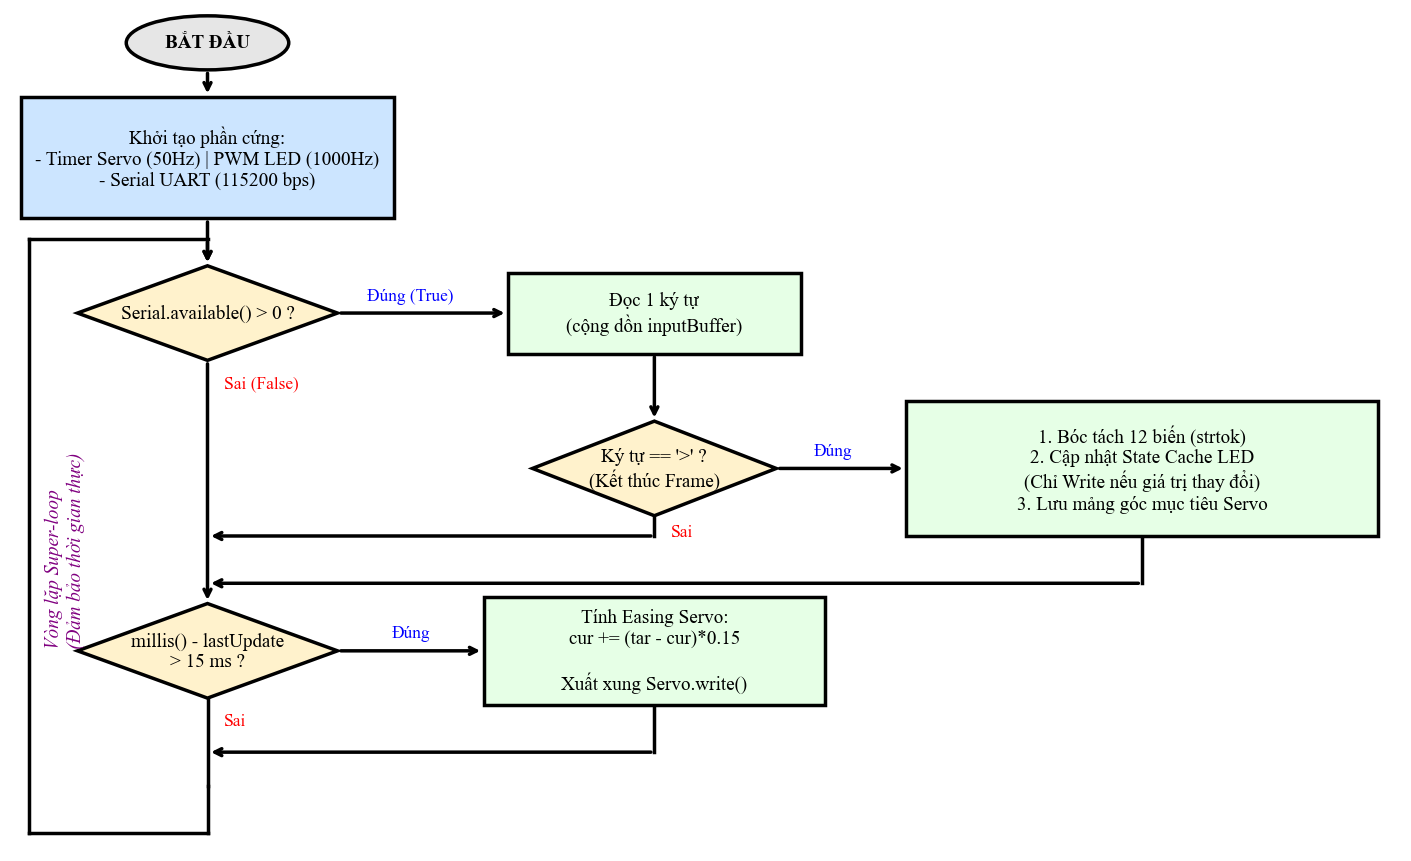 BẮT ĐẦU
Khởi tạo phần cứng:
- Timer Servo (50Hz) | PWM LED (1000Hz)
- Serial UART (115200 bps)
Serial.available() > 0 ?
Đúng (True)
Đọc 1 ký tự
(cộng dồn inputBuffer)
Sai (False)
Ký tự == '>' ?
(Kết thúc Frame)
Đúng
1. Bóc tách 12 biến (strtok)
2. Cập nhật State Cache LED
(Chỉ Write nếu giá trị thay đổi)
3. Lưu mảng góc mục tiêu Servo
Sai
Vòng lặp Super-loop
(Đảm bảo thời gian thực)
millis() - lastUpdate
> 15 ms ?
Đúng
Tính Easing Servo:
cur += (tar - cur)*0.15
Xuất xung Servo.write()
Sai